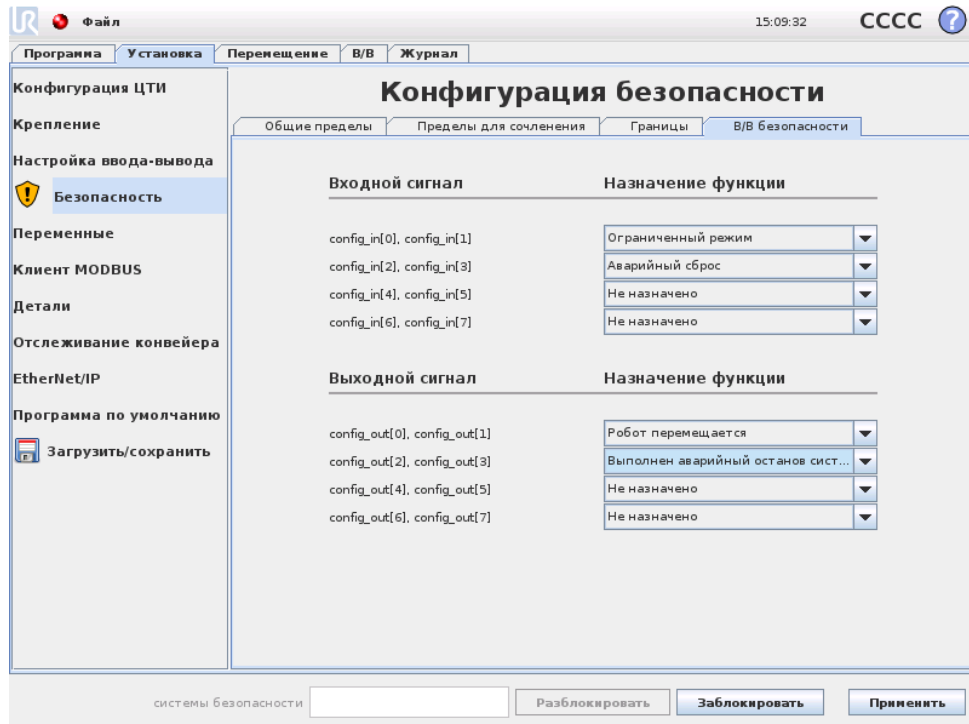 UR Файл 15:09:32 CCCC ?
Программа Установка Перемещение В/В Журнал
Конфигурация ЦТИ
Крепление
Настройка ввода-вывода
Безопасность
Переменные
Клиент MODBUS
Детали
Отслеживание конвейера
EtherNet/IP
Программа по умолчанию
Загрузить/сохранить
Конфигурация безопасности
Общие пределы Пределы для сочленения Границы В/В безопасности
Входной сигнал Назначение функции
config_in[0], config_in[1] Ограниченный режим
config_in[2], config_in[3] Аварийный сброс
config_in[4], config_in[5] Не назначено
config_in[6], config_in[7] Не назначено
Выходной сигнал Назначение функции
config_out[0], config_out[1] Робот перемещается
config_out[2], config_out[3] Выполнен аварийный останов сист...
config_out[4], config_out[5] Не назначено
config_out[6], config_out[7] Не назначено
системы безопасности Разблокировать Заблокировать Применить